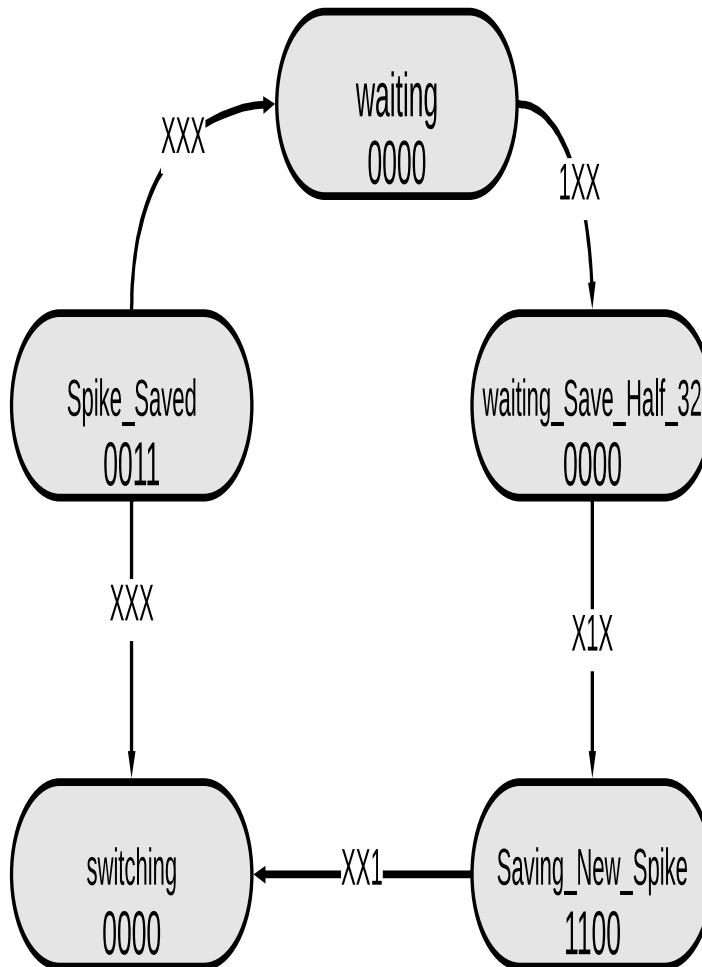 waiting
0000
XXX
1XX
Spike_Saved
0011
waiting_Save_Half_32
0000
XXX
X1X
switching
0000
XX1
Saving_New_Spike
1100